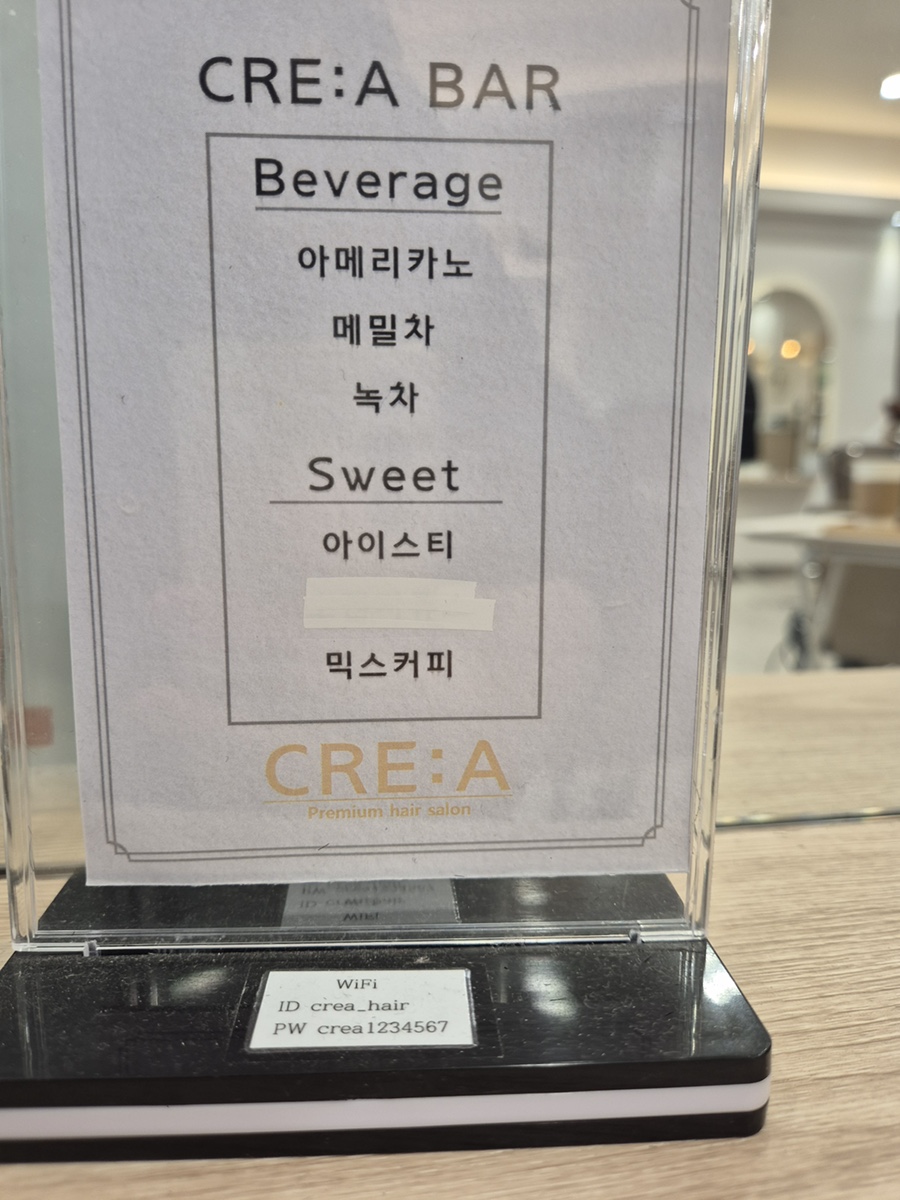 CRE:A BAR
Beverage
아메리카노
메밀차
녹차
Sweet
아이스티
믹스커피
CRE:A
Premium hair salon
WiFi
ID crea_hair
PW crea1234567